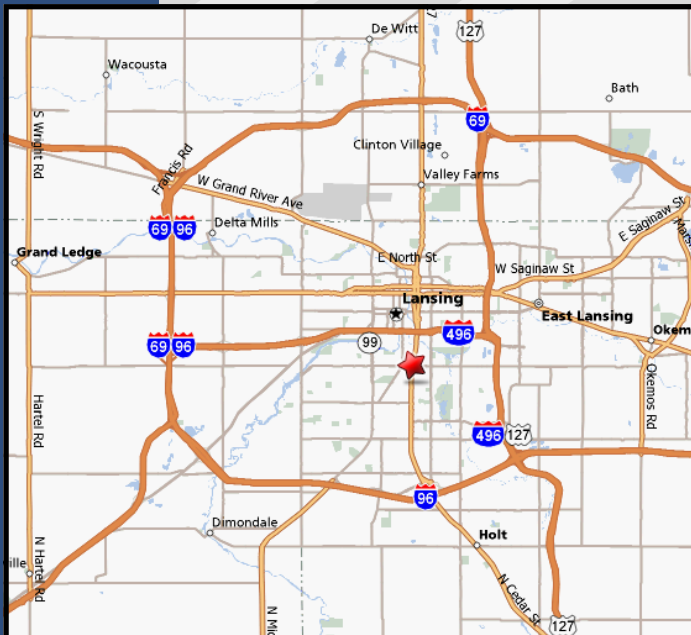 De Witt
127
Wacousta
Bath
69
S Wright Rd
Clinton Village
Francis Rd
Valley Farms
W Grand River Ave
E Saginaw St
69 96
Delta Mills
Grand Ledge
E North St
W Saginaw St
Lansing
East Lansing
496
99
69 96
Okemos Rd
Hartel Rd
496 127
96
Dimondale
Holt
N Hartel Rd
N Cedar St
127